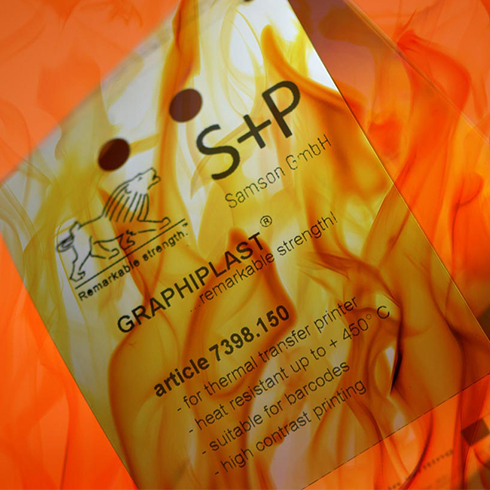 S+P
Samson GmbH
Remarkable strength™
GRAPHIPLAST®
...remarkable strength!
article 7398.150
- for thermal transfer printer
- heat resistant up to + 450° C
- suitable for barcodes
- high contrast printing